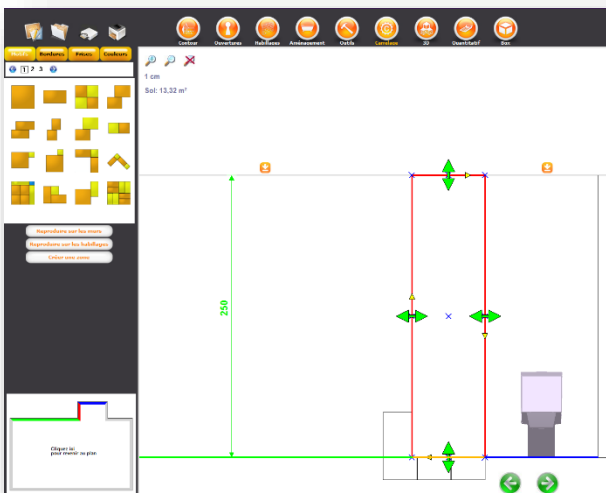 Contour Ouvertures Habillages Aménagement Outils Carrelage 3D Quantitatif Box
Motifs Bordures Pièces Couleurs
1 2 3
1 cm
Sol: 13,32 m²
Reproduire sur les murs
Reproduire sur les habillages
Créer une zone
250
Cliquez ici
pour revenir au plan